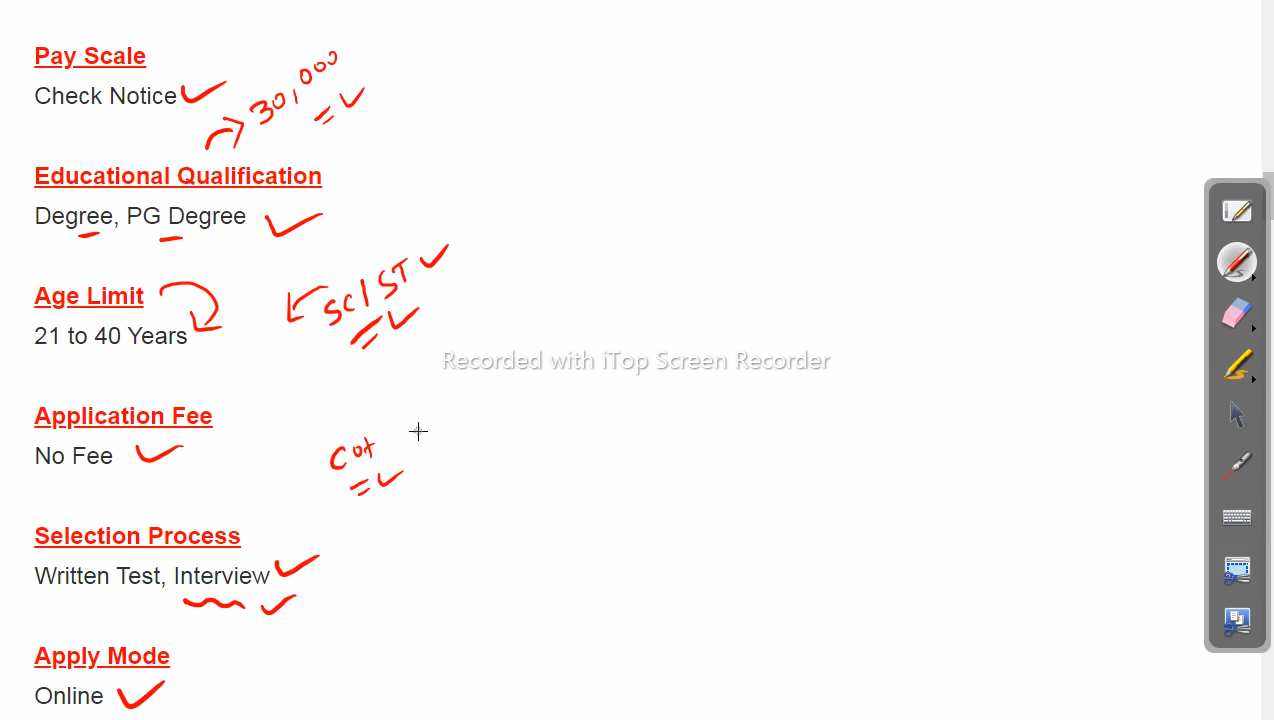 Pay Scale
Check Notice
30,000
Educational Qualification
Degree, PG Degree
Age Limit
SC/ST
21 to 40 Years
Recorded with iTop Screen Recorder
Application Fee
No Fee
Selection Process
Written Test, Interview
Apply Mode
Online